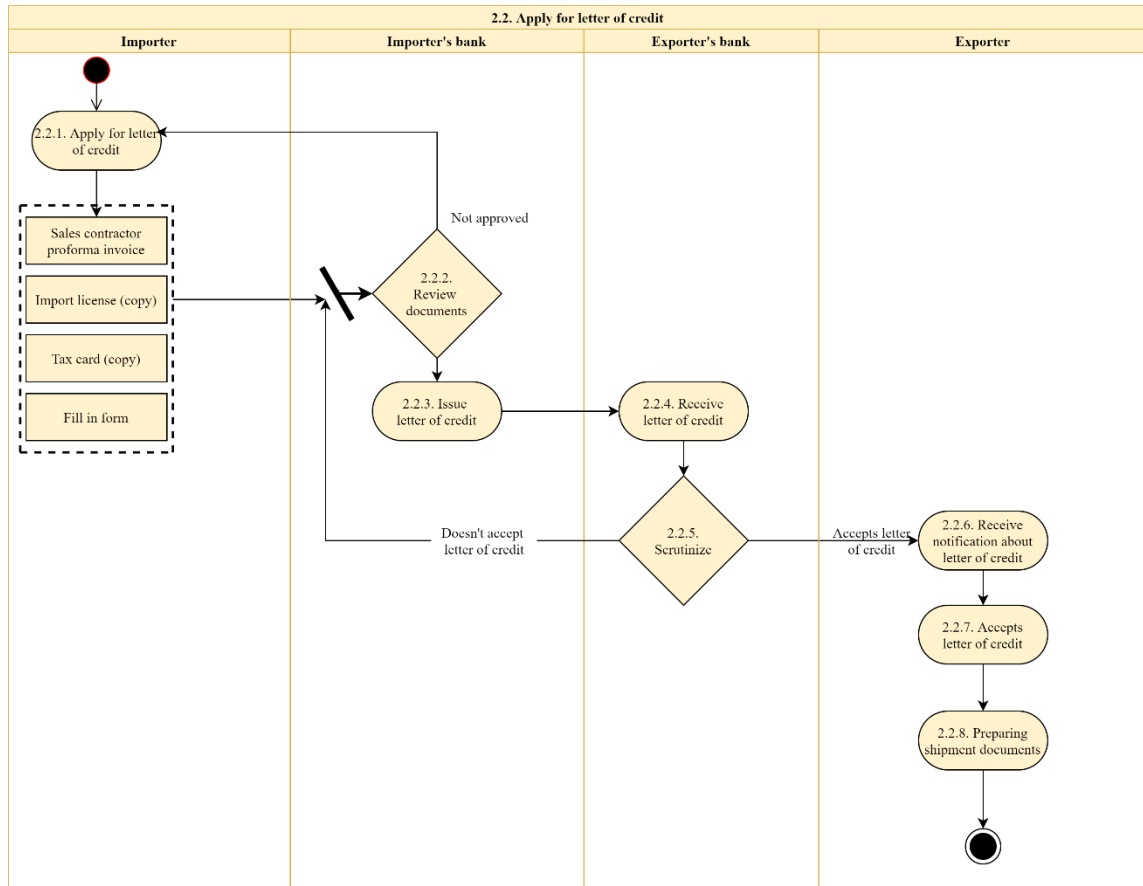 2.2. Apply for letter of credit
Importer
Importer's bank
Exporter's bank
Exporter
2.2.1. Apply for letter
of credit
Sales contractor
proforma invoice
Import license (copy)
Tax card (copy)
Fill in form
Not approved
2.2.2.
Review
documents
2.2.3. Issue
letter of credit
2.2.4. Receive
letter of credit
Doesn't accept
letter of credit
2.2.5.
Scrutinize
Accepts letter
of credit
2.2.6. Receive
notification about
letter of credit
2.2.7. Accepts
letter of credit
2.2.8. Preparing
shipment documents